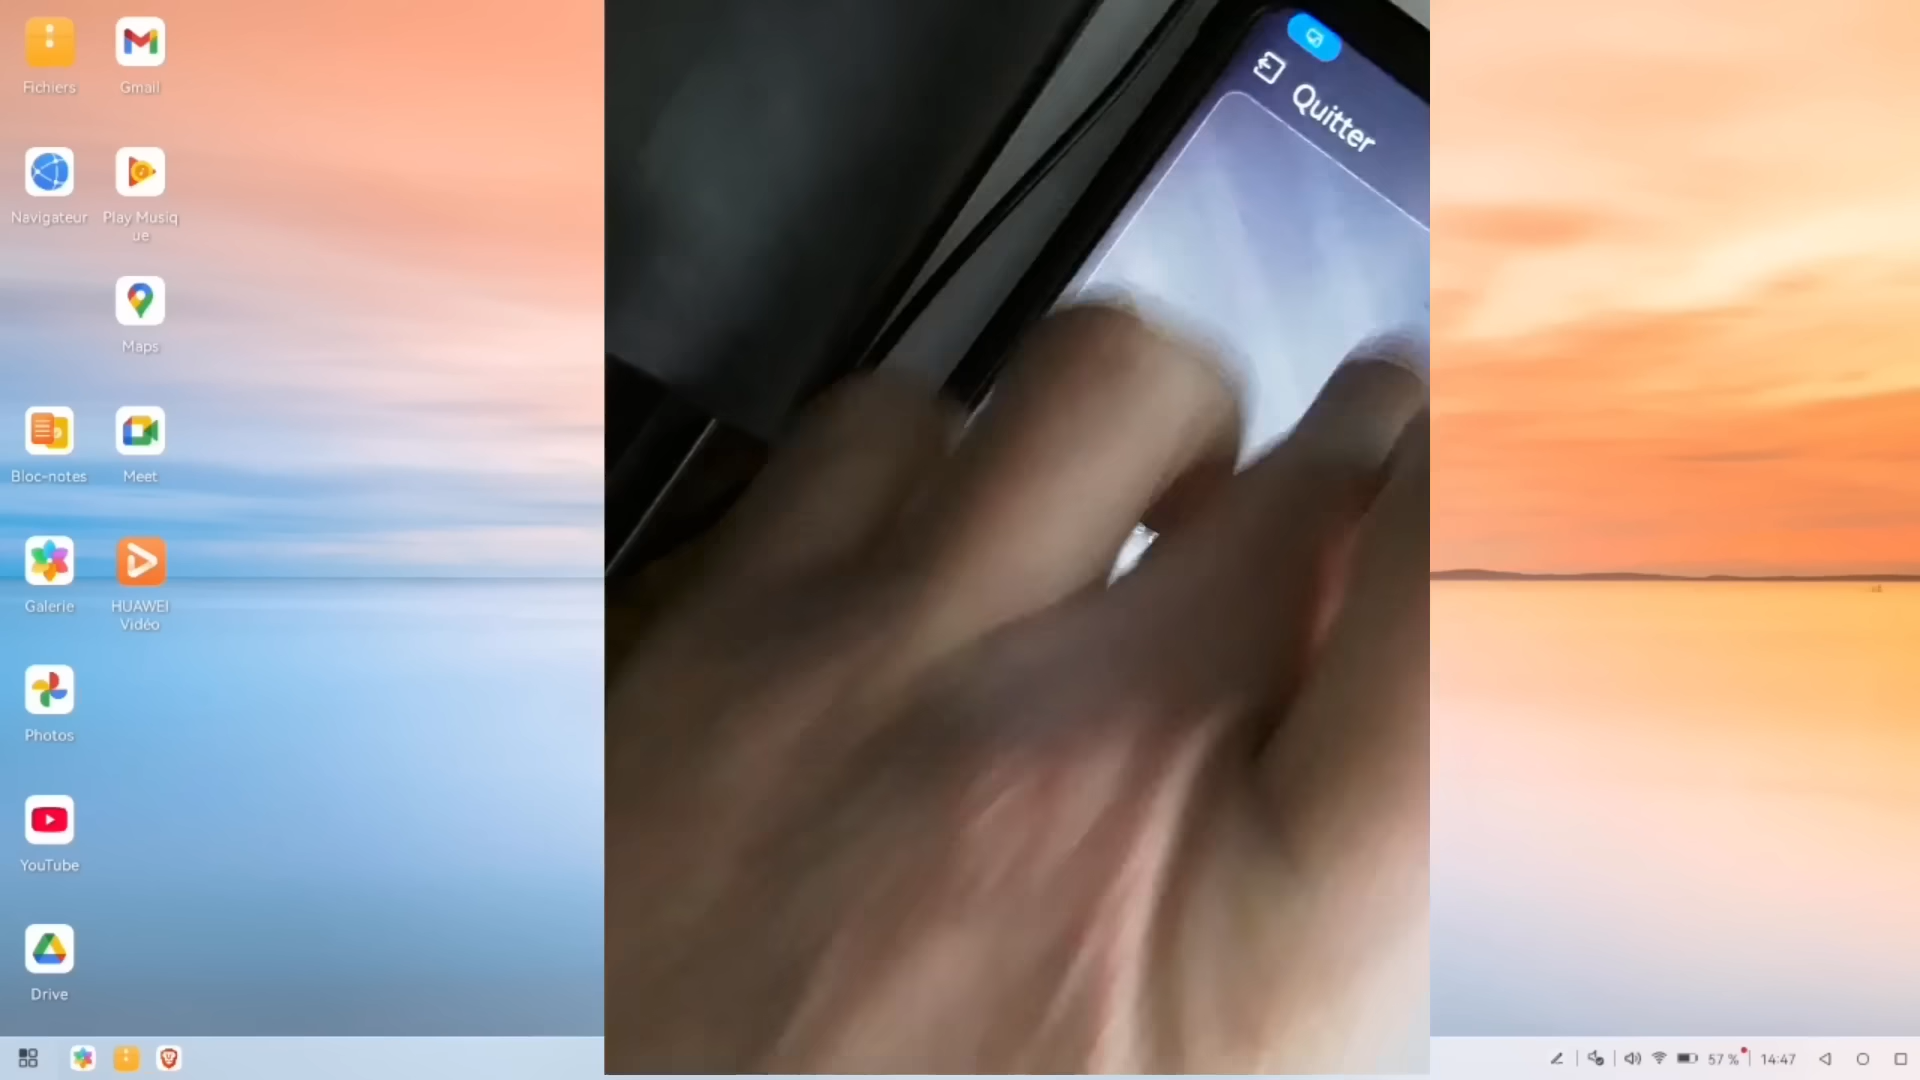 Fichiers
Gmail
Navigateur
Play Musiq
ue
Maps
Bloc-notes
Meet
Galerie
HUAWEI
Vidéo
Photos
YouTube
Drive
Quitter
57 %
14:47